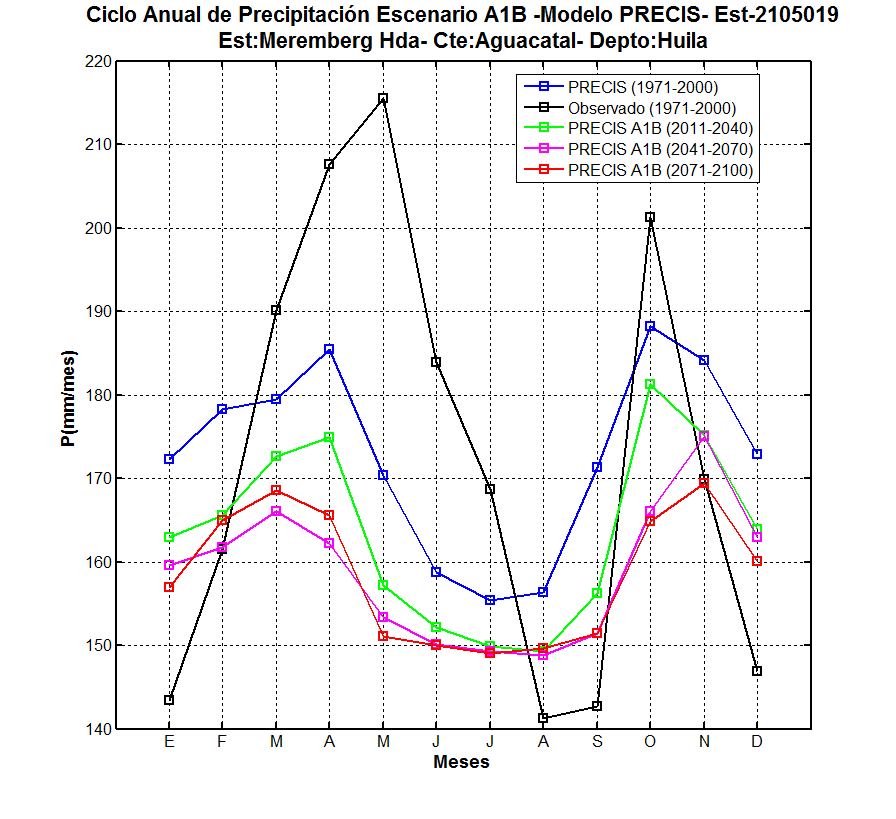 Ciclo Anual de Precipitación Escenario A1B -Modelo PRECIS- Est-2105019
Est:Meremberg Hda- Cte:Aguacatal- Depto:Huila
PRECIS (1971-2000)
Observado (1971-2000)
PRECIS A1B (2011-2040)
PRECIS A1B (2041-2070)
PRECIS A1B (2071-2100)
P(mm/mes)
220
210
200
190
180
170
160
150
140
E F M A M J J A S O N D
Meses